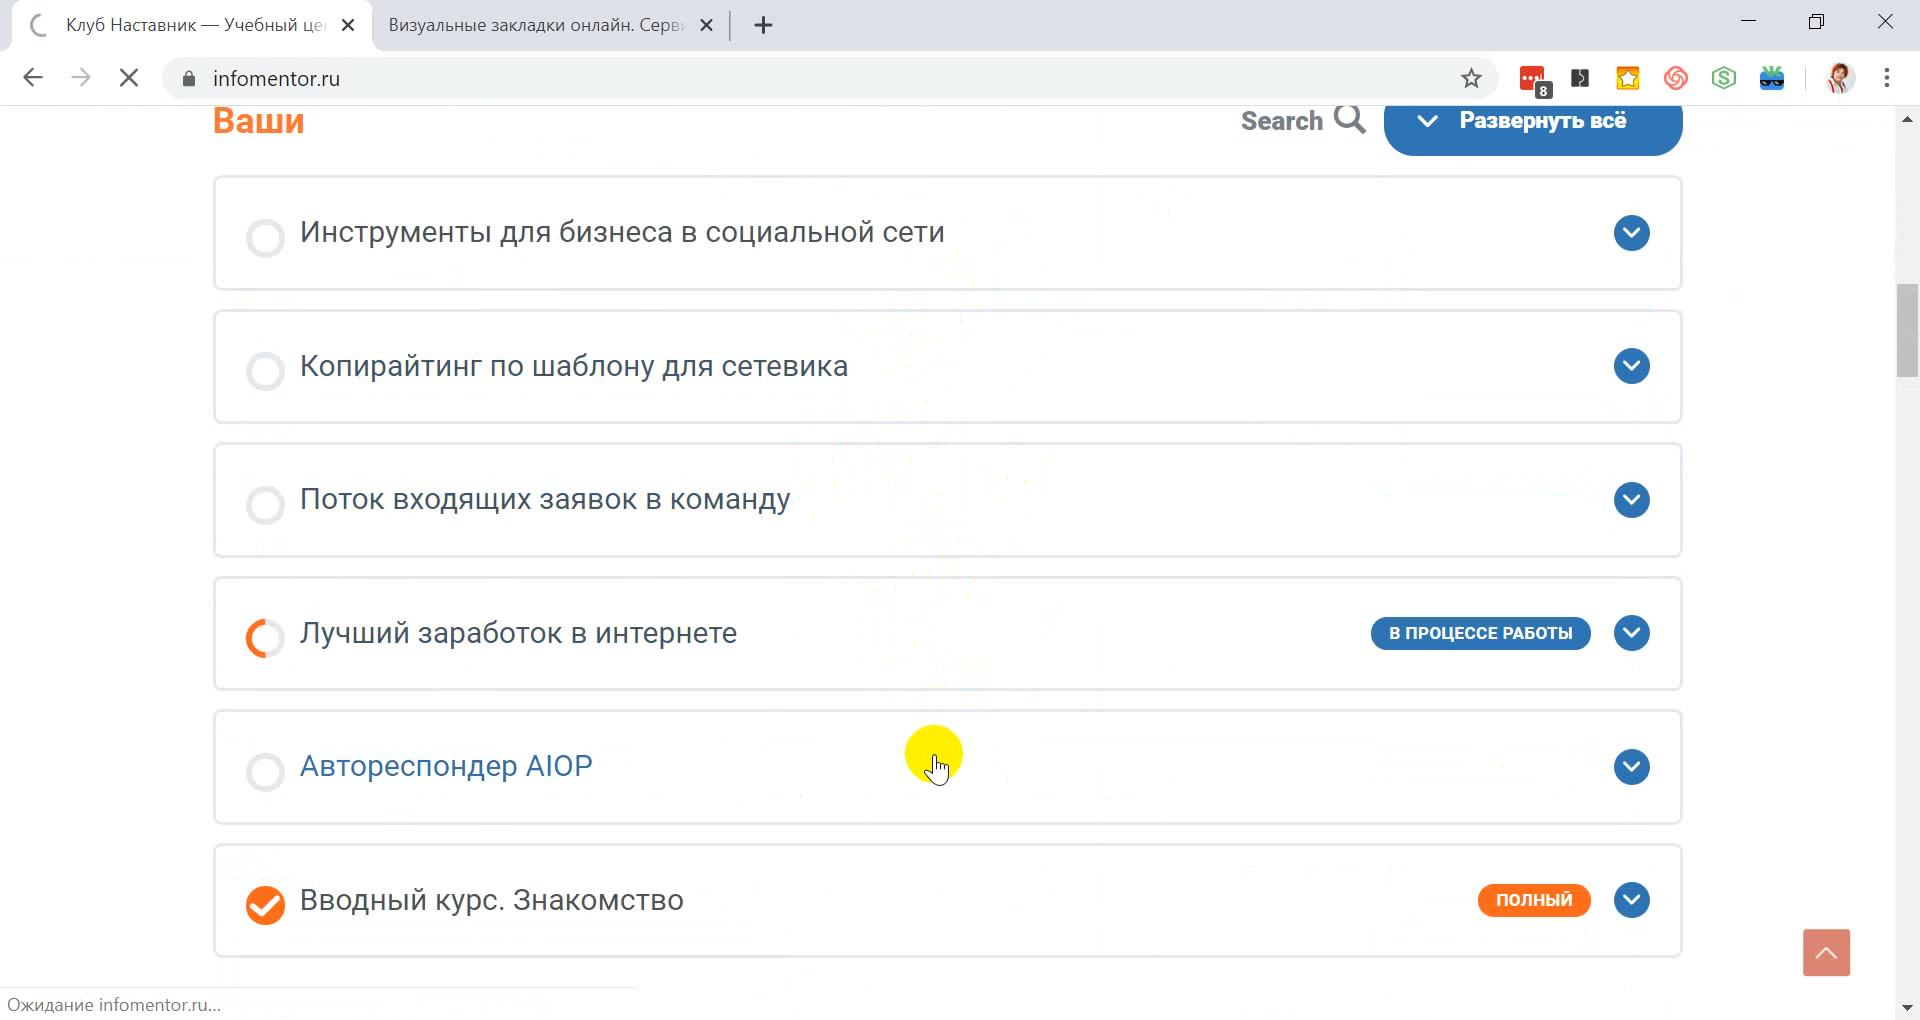 Клуб Наставник — Учебный це
Визуальные закладки онлайн. Серв
infomentor.ru
8
Ваши
Search
Развернуть всё
Инструменты для бизнеса в социальной сети
Копирайтинг по шаблону для сетевика
Поток входящих заявок в команду
Лучший заработок в интернете
В ПРОЦЕССЕ РАБОТЫ
Автореспондер AIOP
Вводный курс. Знакомство
ПОЛНЫЙ
Ожидание infomentor.ru...